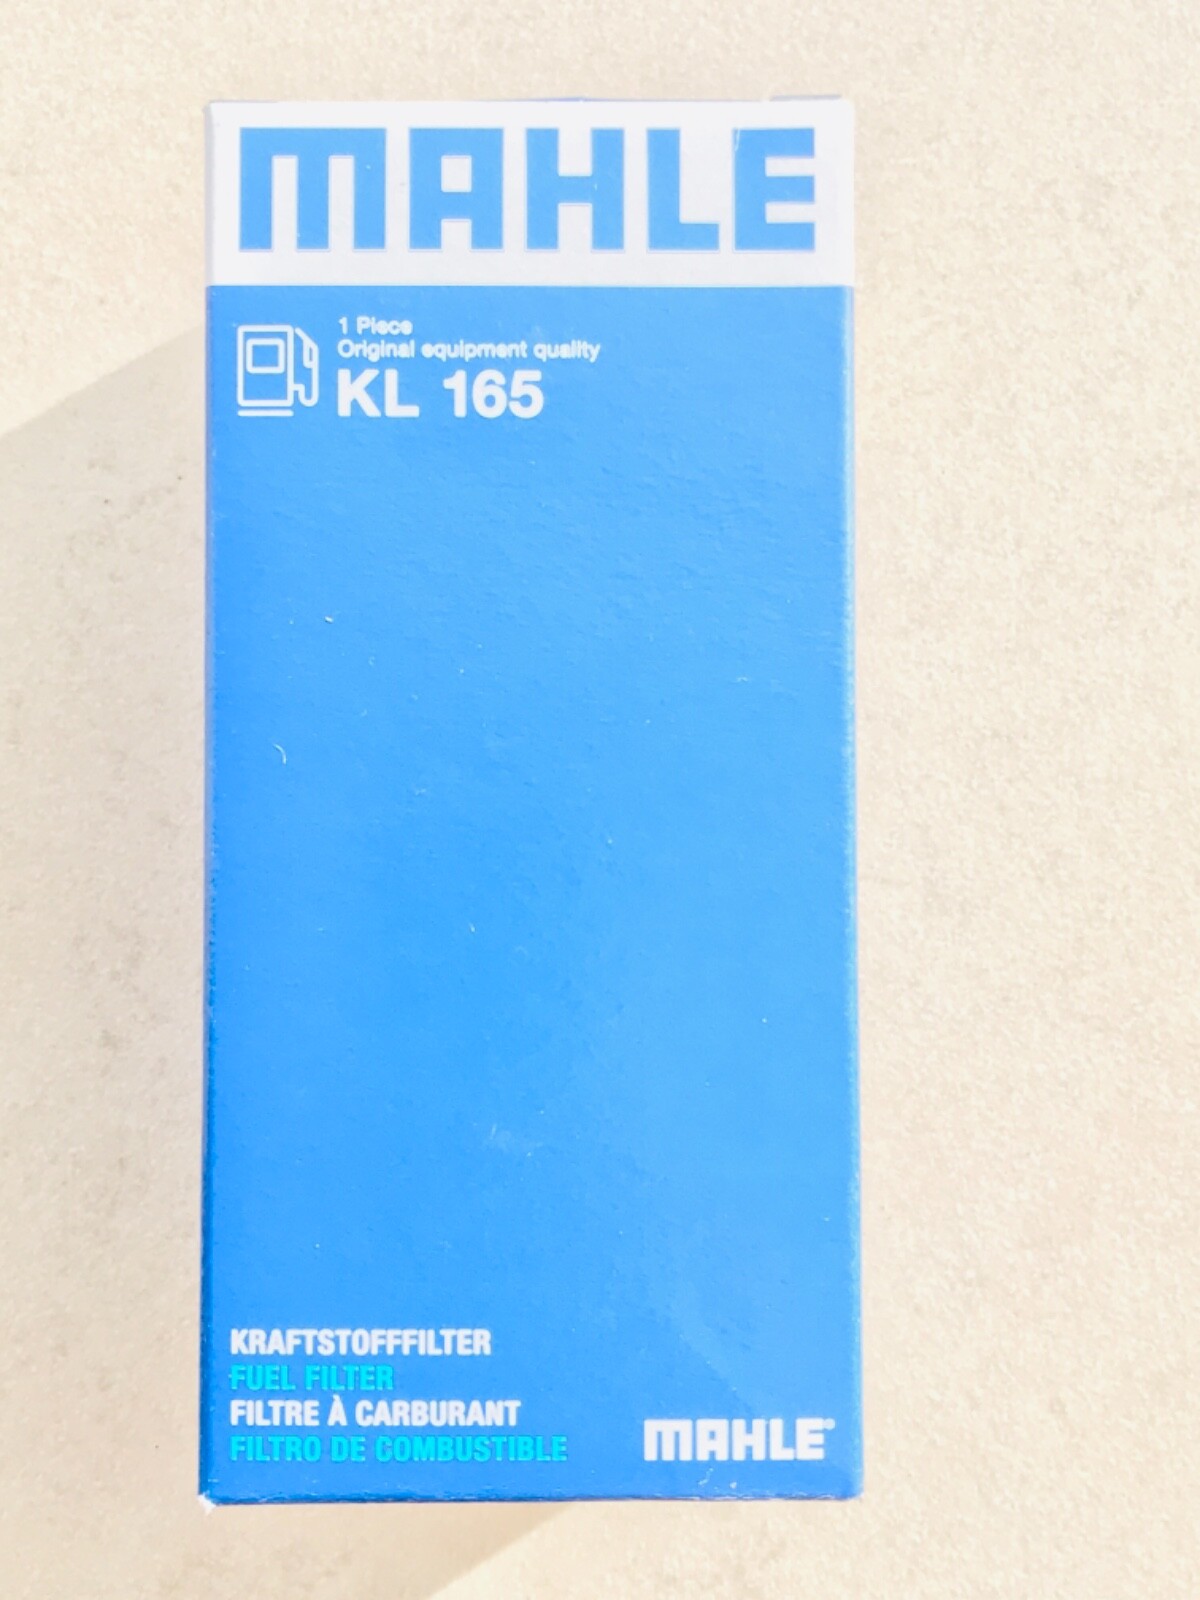 MAHLE
1 Piece
Original equipment quality
KL 165
KRAFTSTOFFFILTER
FUEL FILTER
FILTRE À CARBURANT
FILTRO DE COMBUSTIBLE
MAHLE®